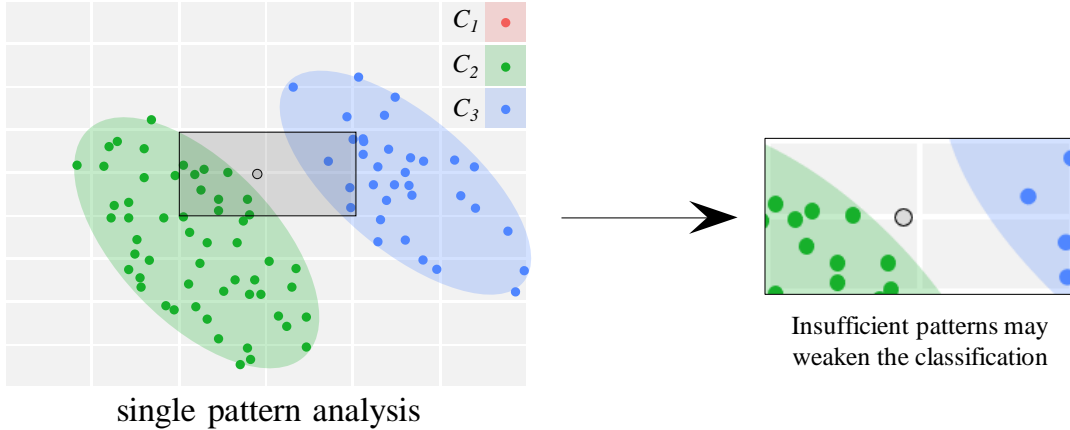 C1
C2
C3
single pattern analysis
Insufficient patterns may
weaken the classification